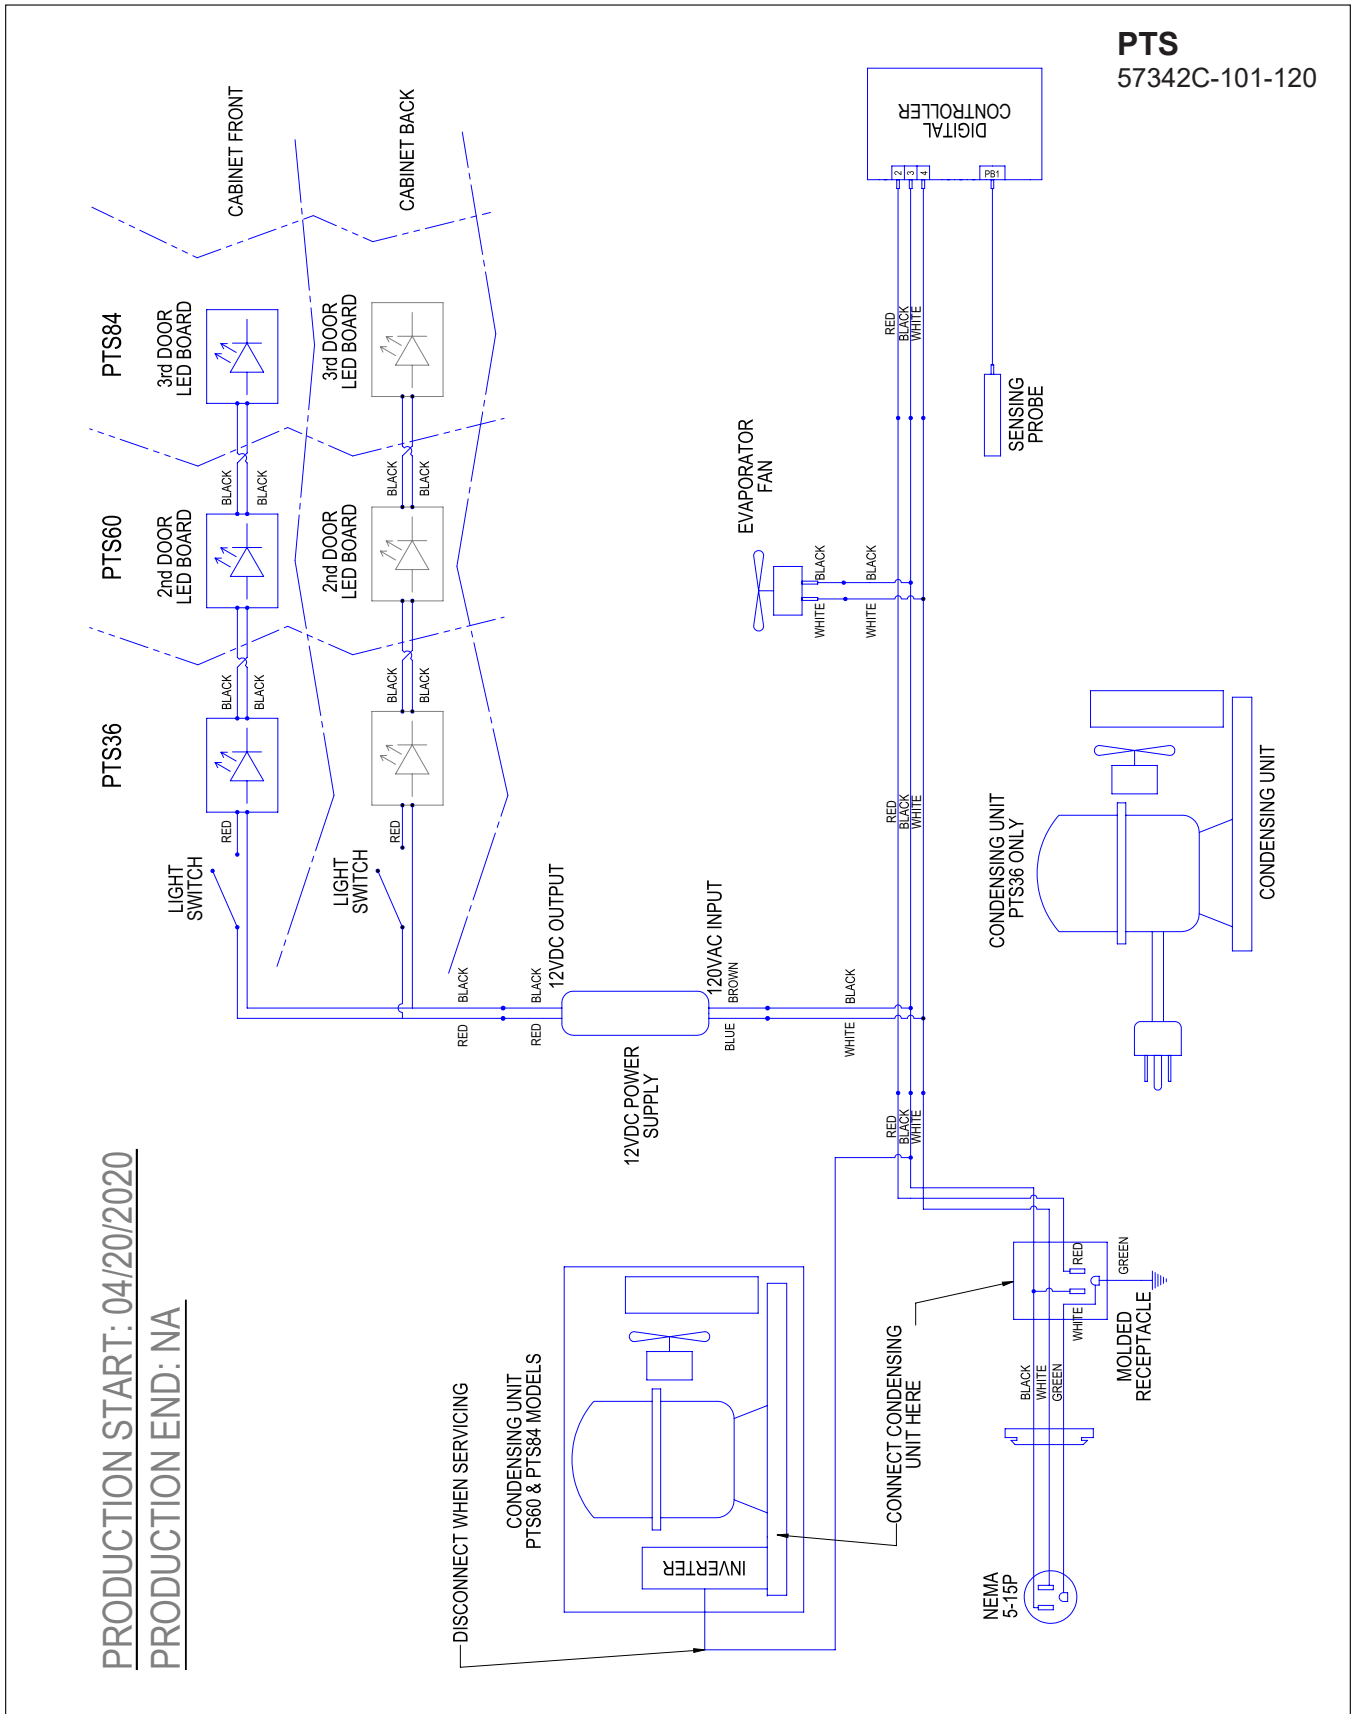 PTS
57342C-101-120
PRODUCTION START: 04/20/2020
PRODUCTION END: NA
PTS36
PTS60
PTS84
CABINET FRONT
CABINET BACK
2nd DOOR
LED BOARD
3rd DOOR
LED BOARD
2nd DOOR
LED BOARD
3rd DOOR
LED BOARD
LIGHT
SWITCH
RED
BLACK
BLACK
BLACK
BLACK
LIGHT
SWITCH
RED
BLACK
BLACK
BLACK
BLACK
BLACK
RED
BLACK
RED
12VDC OUTPUT
12VDC POWER
SUPPLY
120VAC INPUT
BROWN
BLUE
BLACK
WHITE
EVAPORATOR
FAN
BLACK
WHITE
BLACK
WHITE
DIGITAL
CONTROLLER
2
3
4
PB1
RED
BLACK
WHITE
SENSING
PROBE
RED
BLACK
WHITE
RED
BLACK
WHITE
CONDENSING UNIT
PTS36 ONLY
CONDENSING UNIT
DISCONNECT WHEN SERVICING
CONDENSING UNIT
PTS60 & PTS84 MODELS
INVERTER
CONNECT CONDENSING
UNIT HERE
RED
GREEN
WHITE
MOLDED
RECEPTACLE
BLACK
WHITE
GREEN
NEMA
5-15P